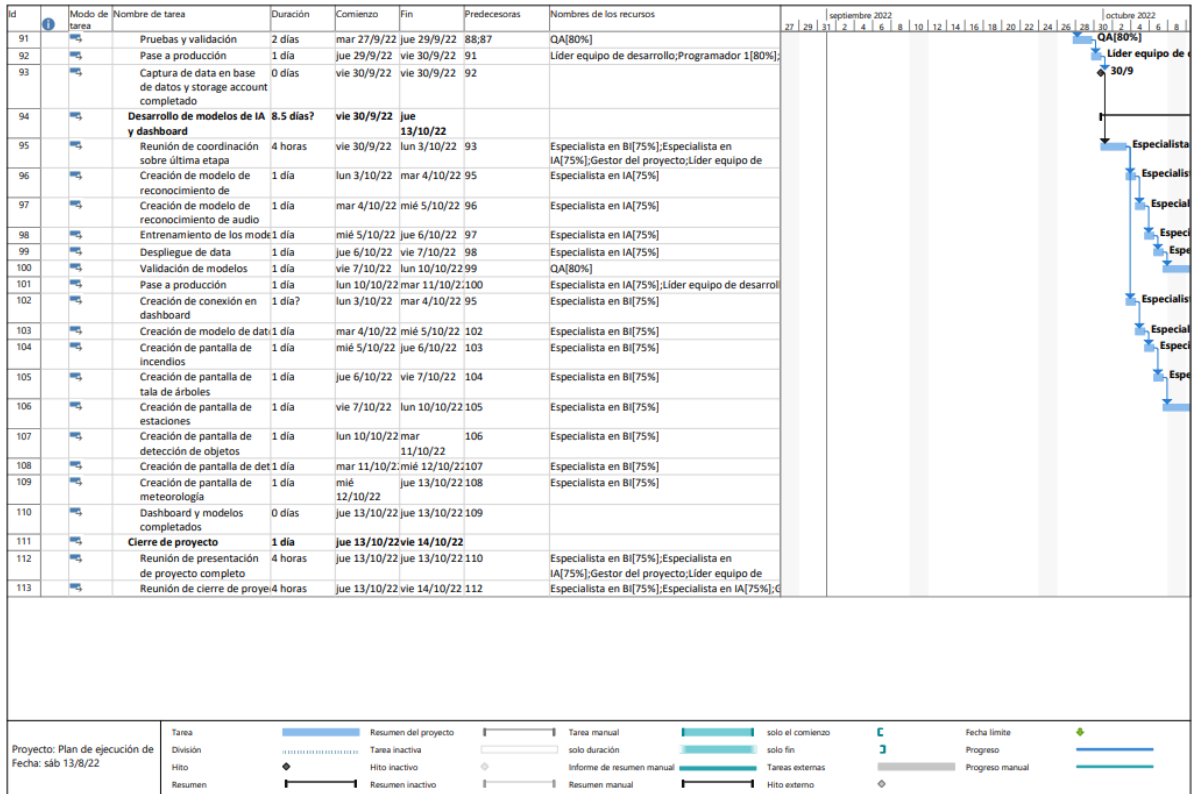 Id Modo de tarea Nombre de tarea Duración Comienzo Fin Predecesoras Nombres de los recursos
septiembre 2022 octubre 2022
27 29 31 2 4 6 8 10 12 14 16 18 20 22 24 26 28 30 2 4 6 8 10
91 Pruebas y validación 2 días mar 27/9/22 jue 29/9/22 88;87 QA[80%] QA[80%]
92 Pase a producción 1 día jue 29/9/22 vie 30/9/22 91 Líder equipo de desarrollo;Programador 1[80%]; Líder equipo de
93 Captura de data en base 0 días vie 30/9/22 vie 30/9/22 92 30/9
de datos y storage account
completado
94 Desarrollo de modelos de IA 8.5 días? vie 30/9/22 jue
y dashboard 13/10/22
95 Reunión de coordinación 4 horas vie 30/9/22 lun 3/10/22 93 Especialista en BI[75%];Especialista en Especialista
sobre última etapa IA[75%];Gestor del proyecto;Líder equipo de
96 Creación de modelo de 1 día lun 3/10/22 mar 4/10/22 95 Especialista en IA[75%] Especialis
reconocimiento de
97 Creación de modelo de 1 día mar 4/10/22 mié 5/10/22 96 Especialista en IA[75%] Especial
reconocimiento de audio
98 Entrenamiento de los mode 1 día mié 5/10/22 jue 6/10/22 97 Especialista en IA[75%] Especi
99 Despliegue de data 1 día jue 6/10/22 vie 7/10/22 98 Especialista en IA[75%] Espe
100 Validación de modelos 1 día vie 7/10/22 lun 10/10/22 99 QA[80%]
101 Pase a producción 1 día lun 10/10/22 mar 11/10/22 100 Especialista en IA[75%];Líder equipo de desarroll
102 Creación de conexión en 1 día? lun 3/10/22 mar 4/10/22 95 Especialista en BI[75%] Especialis
dashboard
103 Creación de modelo de dat 1 día mar 4/10/22 mié 5/10/22 102 Especialista en BI[75%] Especial
104 Creación de pantalla de 1 día mié 5/10/22 jue 6/10/22 103 Especialista en BI[75%] Especi
incendios
105 Creación de pantalla de 1 día jue 6/10/22 vie 7/10/22 104 Especialista en BI[75%] Espe
tala de árboles
106 Creación de pantalla de 1 día vie 7/10/22 lun 10/10/22 105 Especialista en BI[75%]
estaciones
107 Creación de pantalla de 1 día lun 10/10/22 mar 106 Especialista en BI[75%]
detección de objetos 11/10/22
108 Creación de pantalla de det 1 día mar 11/10/2 mié 12/10/22 107 Especialista en BI[75%]
109 Creación de pantalla de 1 día mié jue 13/10/22 108 Especialista en BI[75%]
meteorología 12/10/22
110 Dashboard y modelos 0 días jue 13/10/22 jue 13/10/22 109
completados
111 Cierre de proyecto 1 día jue 13/10/22 vie 14/10/22
112 Reunión de presentación 4 horas jue 13/10/22 jue 13/10/22 110 Especialista en BI[75%];Especialista en
de proyecto completo IA[75%];Gestor del proyecto;Líder equipo de
113 Reunión de cierre de proye 4 horas jue 13/10/22 vie 14/10/22 112 Especialista en BI[75%];Especialista en IA[75%];G
Proyecto: Plan de ejecución de
Fecha: sáb 13/8/22
Tarea Resumen del proyecto Tarea manual solo el comienzo Fecha límite
División Tarea inactiva solo duración solo fin Progreso
Hito Hito inactivo Informe de resumen manual Tareas externas Progreso manual
Resumen Resumen inactivo Resumen manual Hito externo